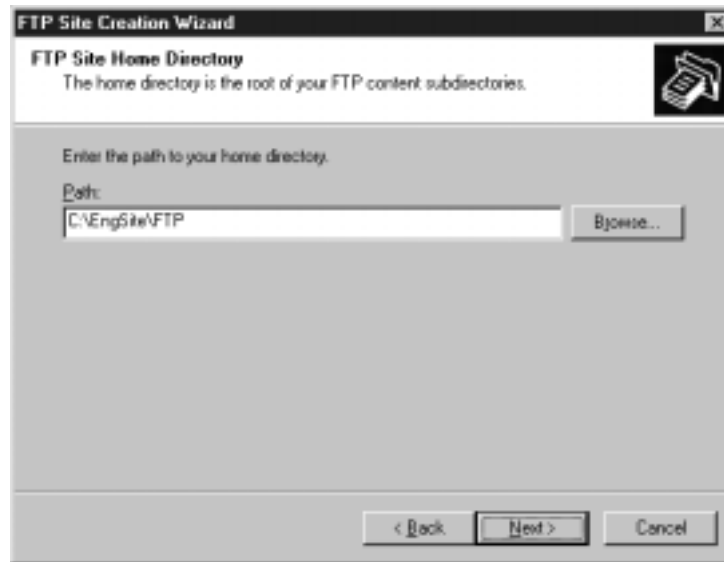 FTP Site Creation Wizard
FTP Site Home Directory
The home directory is the root of your FTP content subdirectories.
Enter the path to your home directory.
Path:
C:\EngSite\FTP
Browse...
< Back
Next >
Cancel